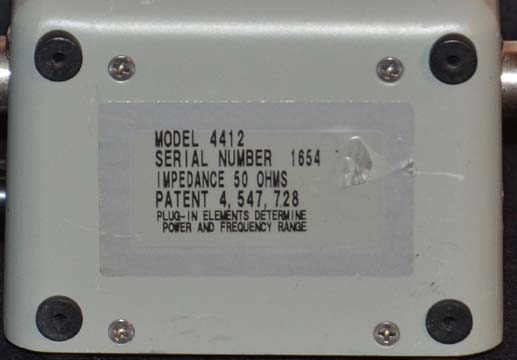 MODEL 4412
SERIAL NUMBER 1654
IMPEDANCE 50 OHMS
PATENT 4,547,728
PLUG-IN ELEMENTS DETERMINE
POWER AND FREQUENCY RANGE